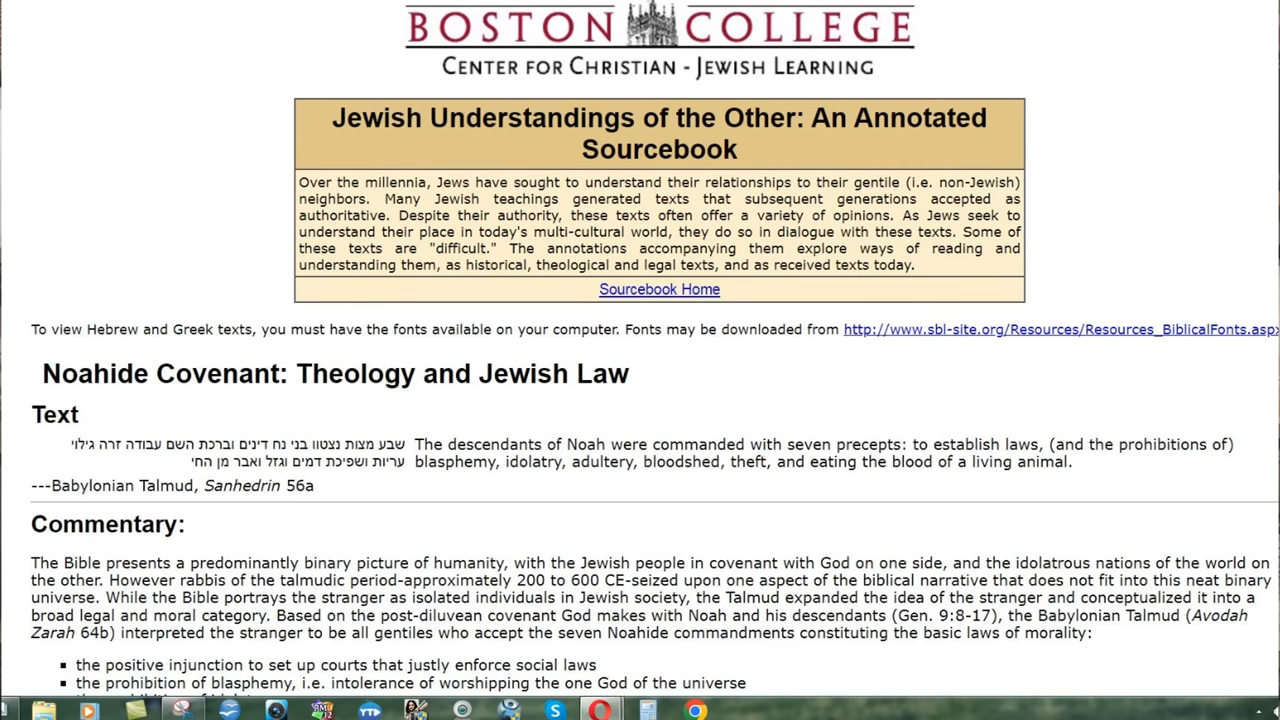 BOSTON COLLEGE
CENTER FOR CHRISTIAN - JEWISH LEARNING
Jewish Understandings of the Other: An Annotated
Sourcebook
Over the millennia, Jews have sought to understand their relationships to their gentile (i.e. non-Jewish)
neighbors. Many Jewish teachings generated texts that subsequent generations accepted as
authoritative. Despite their authority, these texts often offer a variety of opinions. As Jews seek to
understand their place in today's multi-cultural world, they do so in dialogue with these texts. Some of
these texts are "difficult." The annotations accompanying them explore ways of reading and
understanding them, as historical, theological and legal texts, and as received texts today.
Sourcebook Home
To view Hebrew and Greek texts, you must have the fonts available on your computer. Fonts may be downloaded from http://www.sbl-site.org/Resources/Resources_BiblicalFonts.aspx
Noahide Covenant: Theology and Jewish Law
Text
שבע מצות נצטוו בני נח דינים וברכת השם עבודה זרה גילוי
עריות ושפיכת דמים וגזל ואבר מן החי
The descendants of Noah were commanded with seven precepts: to establish laws, (and the prohibitions of)
blasphemy, idolatry, adultery, bloodshed, theft, and eating the blood of a living animal.
---Babylonian Talmud, Sanhedrin 56a
Commentary:
The Bible presents a predominantly binary picture of humanity, with the Jewish people in covenant with God on one side, and the idolatrous nations of the world on
the other. However rabbis of the talmudic period-approximately 200 to 600 CE-seized upon one aspect of the biblical narrative that does not fit into this neat binary
universe. While the Bible portrays the stranger as isolated individuals in Jewish society, the Talmud expanded the idea of the stranger and conceptualized it into a
broad legal and moral category. Based on the post-diluvean covenant God makes with Noah and his descendants (Gen. 9:8-17), the Babylonian Talmud (Avodah
Zarah 64b) interpreted the stranger to be all gentiles who accept the seven Noahide commandments constituting the basic laws of morality:
the positive injunction to set up courts that justly enforce social laws
the prohibition of blasphemy, i.e. intolerance of worshipping the one God of the universe